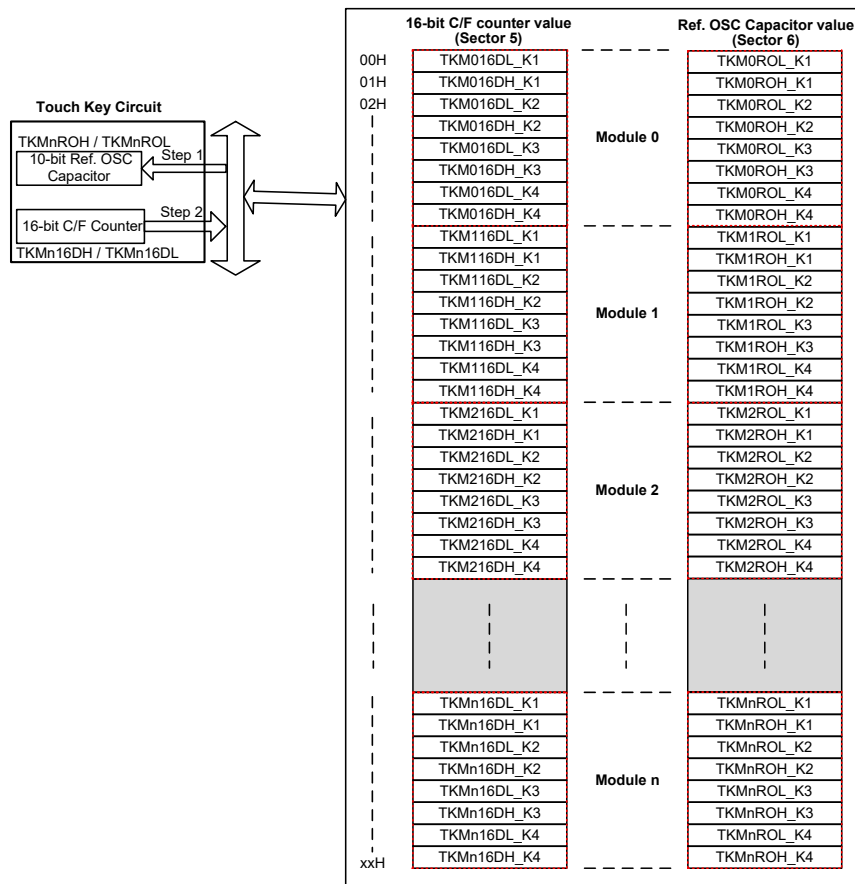 16-bit C/F counter value
(Sector 5)
Ref. OSC Capacitor value
(Sector 6)
Touch Key Circuit
TKMnROH / TKMnROL
10-bit Ref. OSC
Capacitor
Step 1
16-bit C/F Counter
Step 2
TKMn16DH / TKMn16DL
00H
TKM016DL_K1
TKM0ROL_K1
01H
TKM016DH_K1
TKM0ROH_K1
02H
TKM016DL_K2
TKM0ROL_K2
TKM016DH_K2
TKM0ROH_K2
Module 0
TKM016DL_K3
TKM0ROL_K3
TKM016DH_K3
TKM0ROH_K3
TKM016DL_K4
TKM0ROL_K4
TKM016DH_K4
TKM0ROH_K4
TKM116DL_K1
TKM1ROL_K1
TKM116DH_K1
TKM1ROH_K1
TKM116DL_K2
TKM1ROL_K2
TKM116DH_K2
TKM1ROH_K2
Module 1
TKM116DL_K3
TKM1ROL_K3
TKM116DH_K3
TKM1ROH_K3
TKM116DL_K4
TKM1ROL_K4
TKM116DH_K4
TKM1ROH_K4
TKM216DL_K1
TKM2ROL_K1
TKM216DH_K1
TKM2ROH_K1
TKM216DL_K2
TKM2ROL_K2
TKM216DH_K2
TKM2ROH_K2
Module 2
TKM216DL_K3
TKM2ROL_K3
TKM216DH_K3
TKM2ROH_K3
TKM216DL_K4
TKM2ROL_K4
TKM216DH_K4
TKM2ROH_K4
TKMn16DL_K1
TKMnROL_K1
TKMn16DH_K1
TKMnROH_K1
TKMn16DL_K2
TKMnROL_K2
TKMn16DH_K2
TKMnROH_K2
Module n
TKMn16DL_K3
TKMnROL_K3
TKMn16DH_K3
TKMnROH_K3
TKMn16DL_K4
TKMnROL_K4
xxH
TKMn16DH_K4
TKMnROH_K4